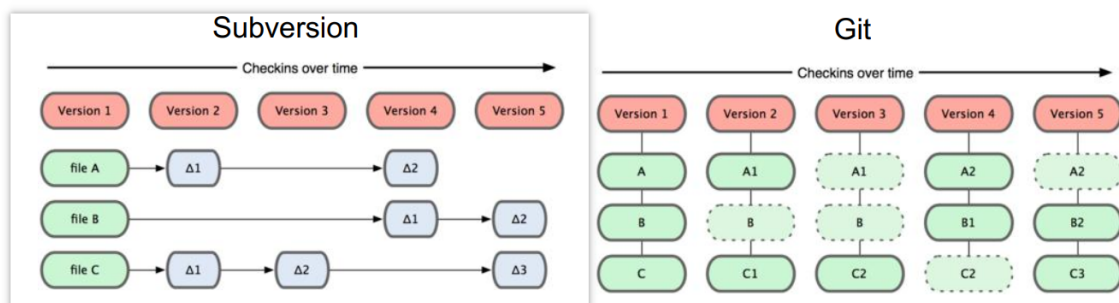 Subversion
Checkins over time
Version 1 Version 2 Version 3 Version 4 Version 5
file A Δ1 Δ2
file B Δ1 Δ2
file C Δ1 Δ2 Δ3
Git
Checkins over time
Version 1 Version 2 Version 3 Version 4 Version 5
A A1 A1 A2 A2
B B B B1 B2
C C1 C2 C2 C3